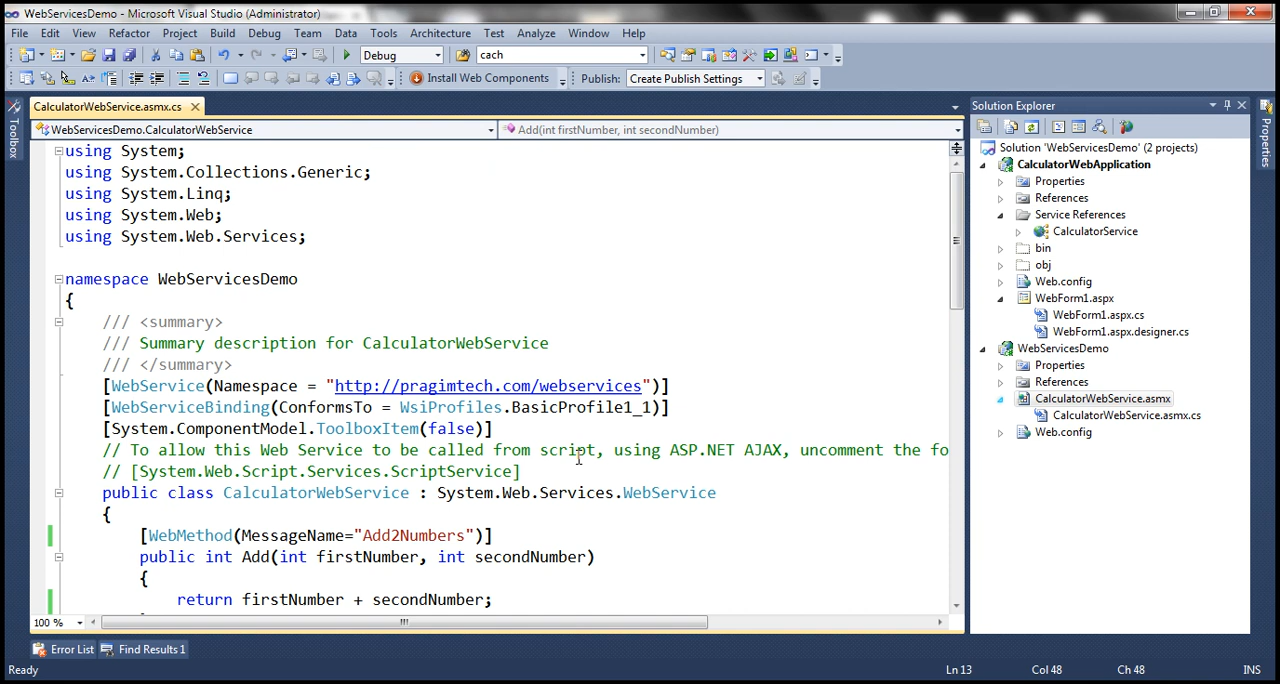 WebServicesDemo - Microsoft Visual Studio (Administrator)
File Edit View Refactor Project Build Debug Team Data Tools Architecture Test Analyze Window Help
Debug cach
Install Web Components Publish: Create Publish Settings
Toolbox
CalculatorWebService.asmx.cs
WebServicesDemo.CalculatorWebService Add(int firstNumber, int secondNumber)
using System;
using System.Collections.Generic;
using System.Linq;
using System.Web;
using System.Web.Services;
namespace WebServicesDemo
{
/// <summary>
/// Summary description for CalculatorWebService
/// </summary>
[WebService(Namespace = "http://pragimtech.com/webservices")]
[WebServiceBinding(ConformsTo = WsiProfiles.BasicProfile1_1)]
[System.ComponentModel.ToolboxItem(false)]
// To allow this Web Service to be called from script, using ASP.NET AJAX, uncomment the fo
// [System.Web.Script.Services.ScriptService]
public class CalculatorWebService : System.Web.Services.WebService
{
[WebMethod(MessageName="Add2Numbers")]
public int Add(int firstNumber, int secondNumber)
{
return firstNumber + secondNumber;
100 %
Solution Explorer
Solution 'WebServicesDemo' (2 projects)
CalculatorWebApplication
Properties
References
Service References
CalculatorService
bin
obj
Web.config
WebForm1.aspx
WebForm1.aspx.cs
WebForm1.aspx.designer.cs
WebServicesDemo
Properties
References
CalculatorWebService.asmx
CalculatorWebService.asmx.cs
Web.config
Properties
Error List Find Results 1
Ready Ln 13 Col 48 Ch 48 INS